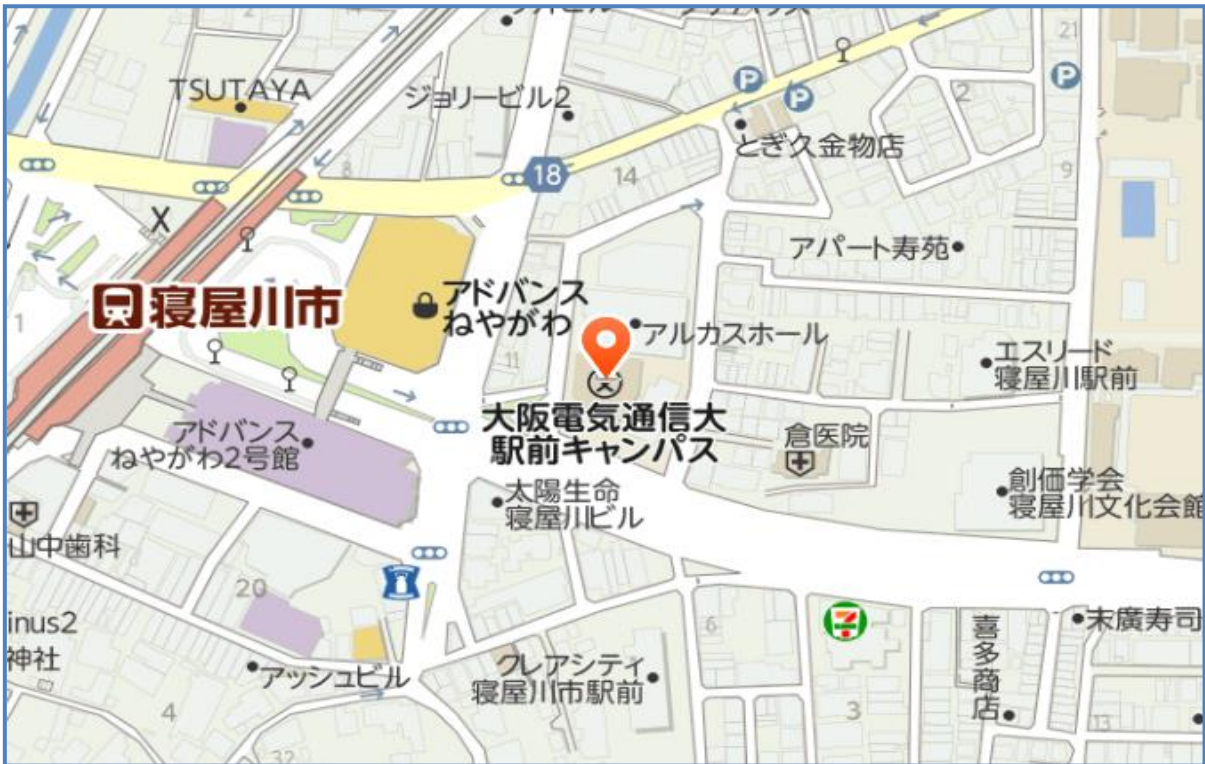 TSUTAYA
ジョリービル2
21
P
P
P
2
とぎ久金物店
8
18
14
9
X
アパート寿苑
寝屋川市
アドバンス
ねやがわ
1
アルカスホール
11
エスリード
寝屋川駅前
大阪電気通信大
駅前キャンパス
アドバンス
ねやがわ2号館
倉医院
太陽生命
寝屋川ビル
創価学会
寝屋川文化会館
山中歯科
20
LAWSON
inus2
神社
アッシュビル
クレアシティ
寝屋川市駅前
6
7
喜多商店
末廣寿司
4
3
13
32